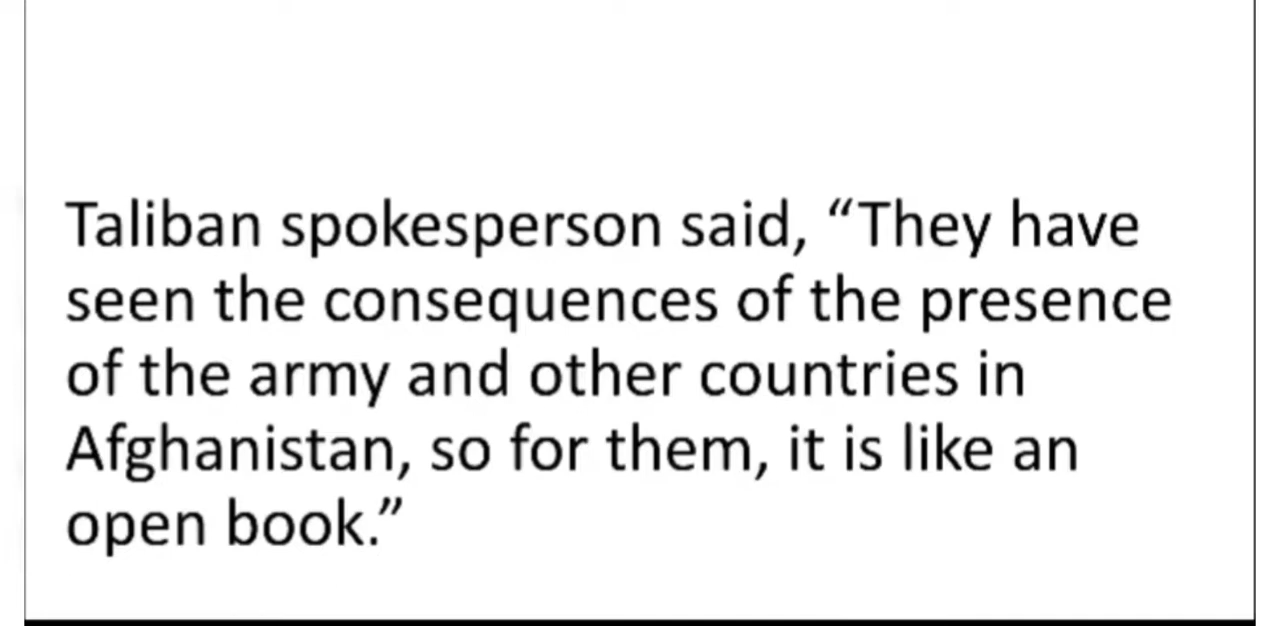 Taliban spokesperson said, “They have
seen the consequences of the presence
of the army and other countries in
Afghanistan, so for them, it is like an
open book.”